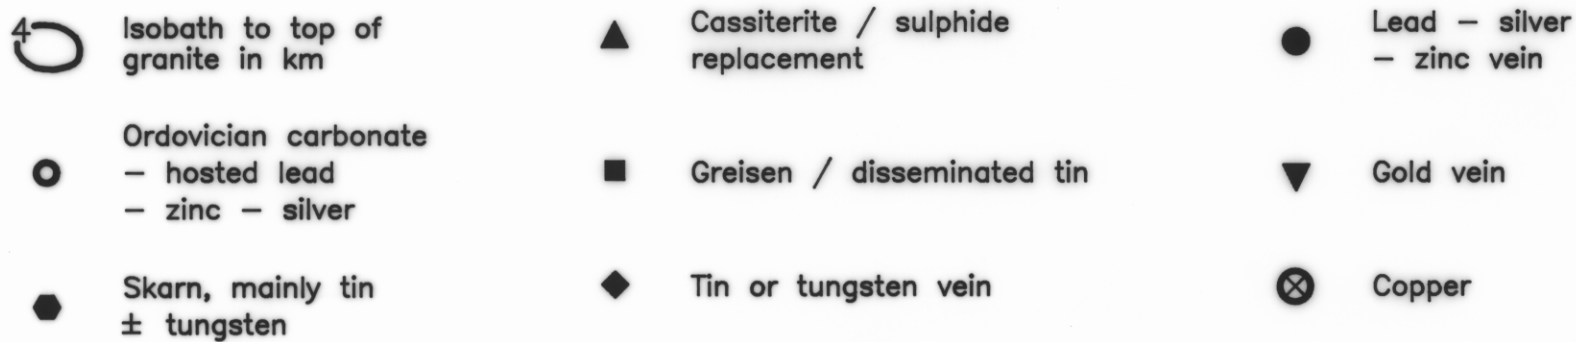 4
Isobath to top of
granite in km
Ordovician carbonate
– hosted lead
– zinc – silver
Skarn, mainly tin
± tungsten
Cassiterite / sulphide
replacement
Greisen / disseminated tin
Tin or tungsten vein
Lead – silver
– zinc vein
Gold vein
Copper